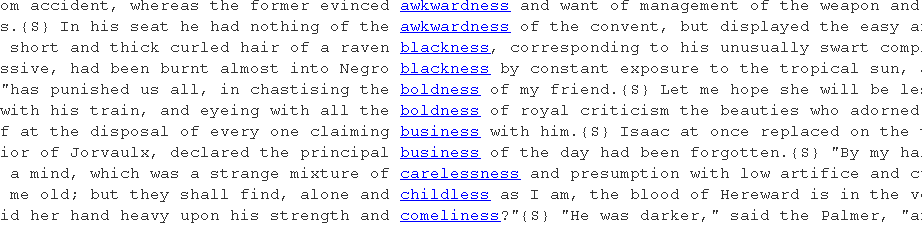 om accident, whereas the former evinced awkwardness and want of management of the weapon and
s.{S} In his seat he had nothing of the awkwardness of the convent, but displayed the easy a
short and thick curled hair of a raven blackness, corresponding to his unusually swart comp
ssive, had been burnt almost into Negro blackness by constant exposure to the tropical sun,
"has punished us all, in chastising the boldness of my friend.{S} Let me hope she will be le
with his train, and eyeing with all the boldness of royal criticism the beauties who adorned
f at the disposal of every one claiming business with him.{S} Isaac at once replaced on the
ior of Jorvaulx, declared the principal business of the day had been forgotten.{S} "By my ha
a mind, which was a strange mixture of carelessness and presumption with low artifice and c
me old; but they shall find, alone and childless as I am, the blood of Hereward is in the v
id her hand heavy upon his strength and comeliness?"{S} "He was darker," said the Palmer, "a